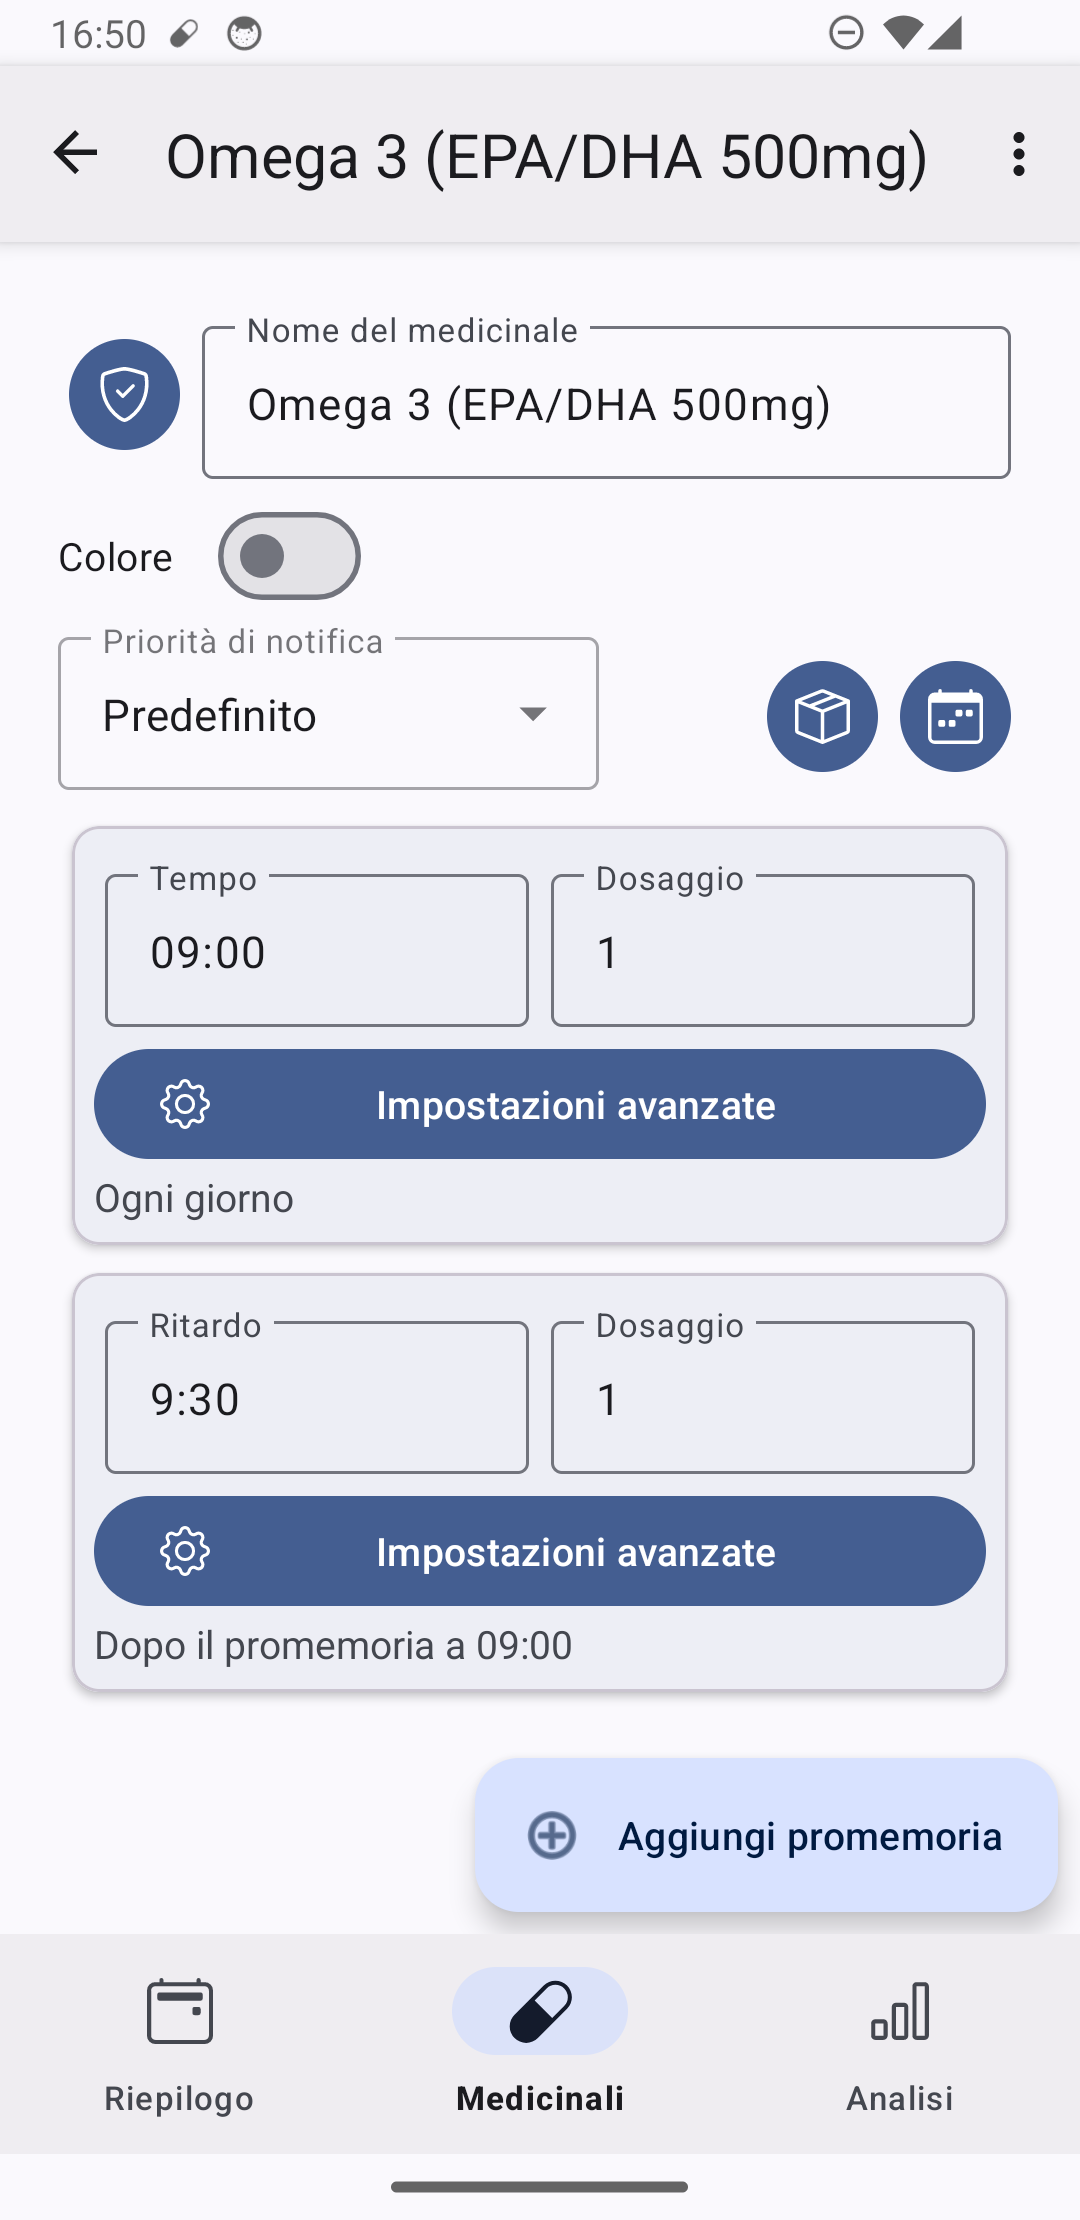 16:50
Omega 3 (EPA/DHA 500mg)
Nome del medicinale
Omega 3 (EPA/DHA 500mg)
Colore
Priorità di notifica
Predefinito
Tempo
Dosaggio
09:00
1
Impostazioni avanzate
Ogni giorno
Ritardo
Dosaggio
9:30
1
Impostazioni avanzate
Dopo il promemoria a 09:00
Aggiungi promemoria
Riepilogo
Medicinali
Analisi